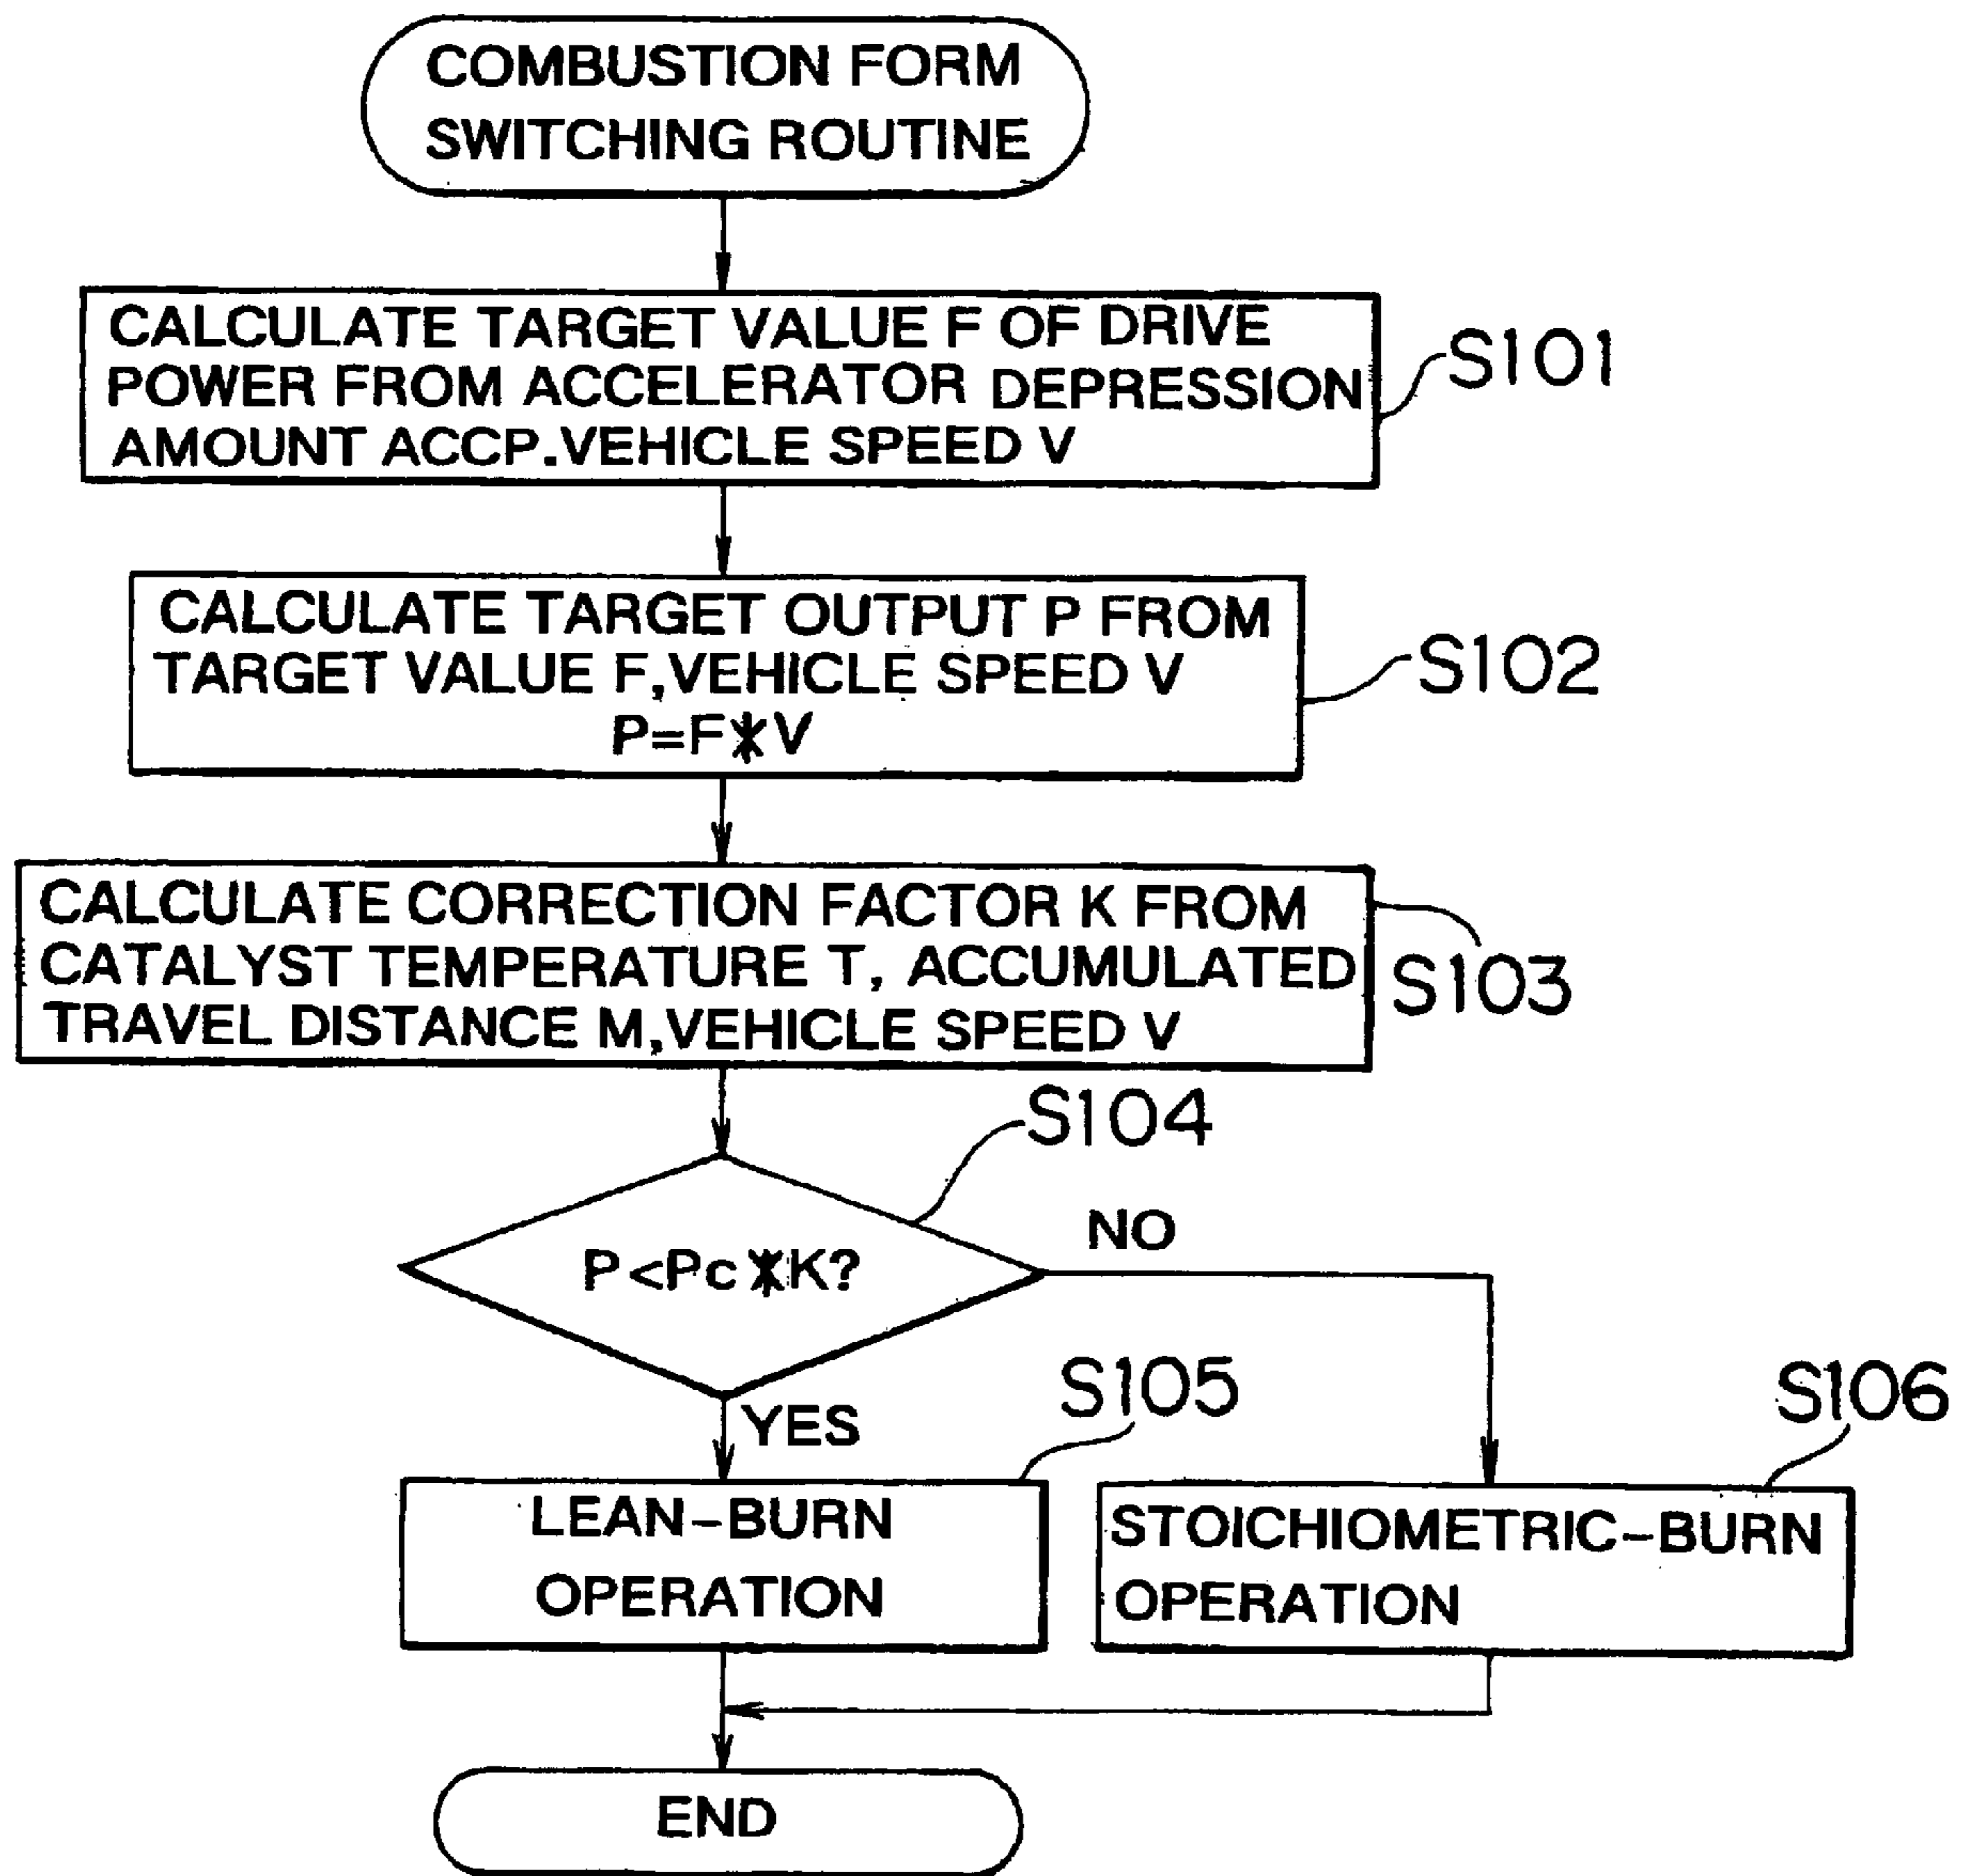 COMBUSTION FORM
SWITCHING ROUTINE
CALCULATE TARGET VALUE F OF DRIVE
POWER FROM ACCELERATOR DEPRESSION
AMOUNT ACCP.VEHICLE SPEED V
S101
CALCULATE TARGET OUTPUT P FROM
TARGET VALUE F,VEHICLE SPEED V
P=F*V
S102
CALCULATE CORRECTION FACTOR K FROM
CATALYST TEMPERATURE T, ACCUMULATED
TRAVEL DISTANCE M,VEHICLE SPEED V
S103
S104
P<Pc*K?
NO
YES
S105
S106
LEAN-BURN
OPERATION
STOICHIOMETRIC-BURN
OPERATION
END